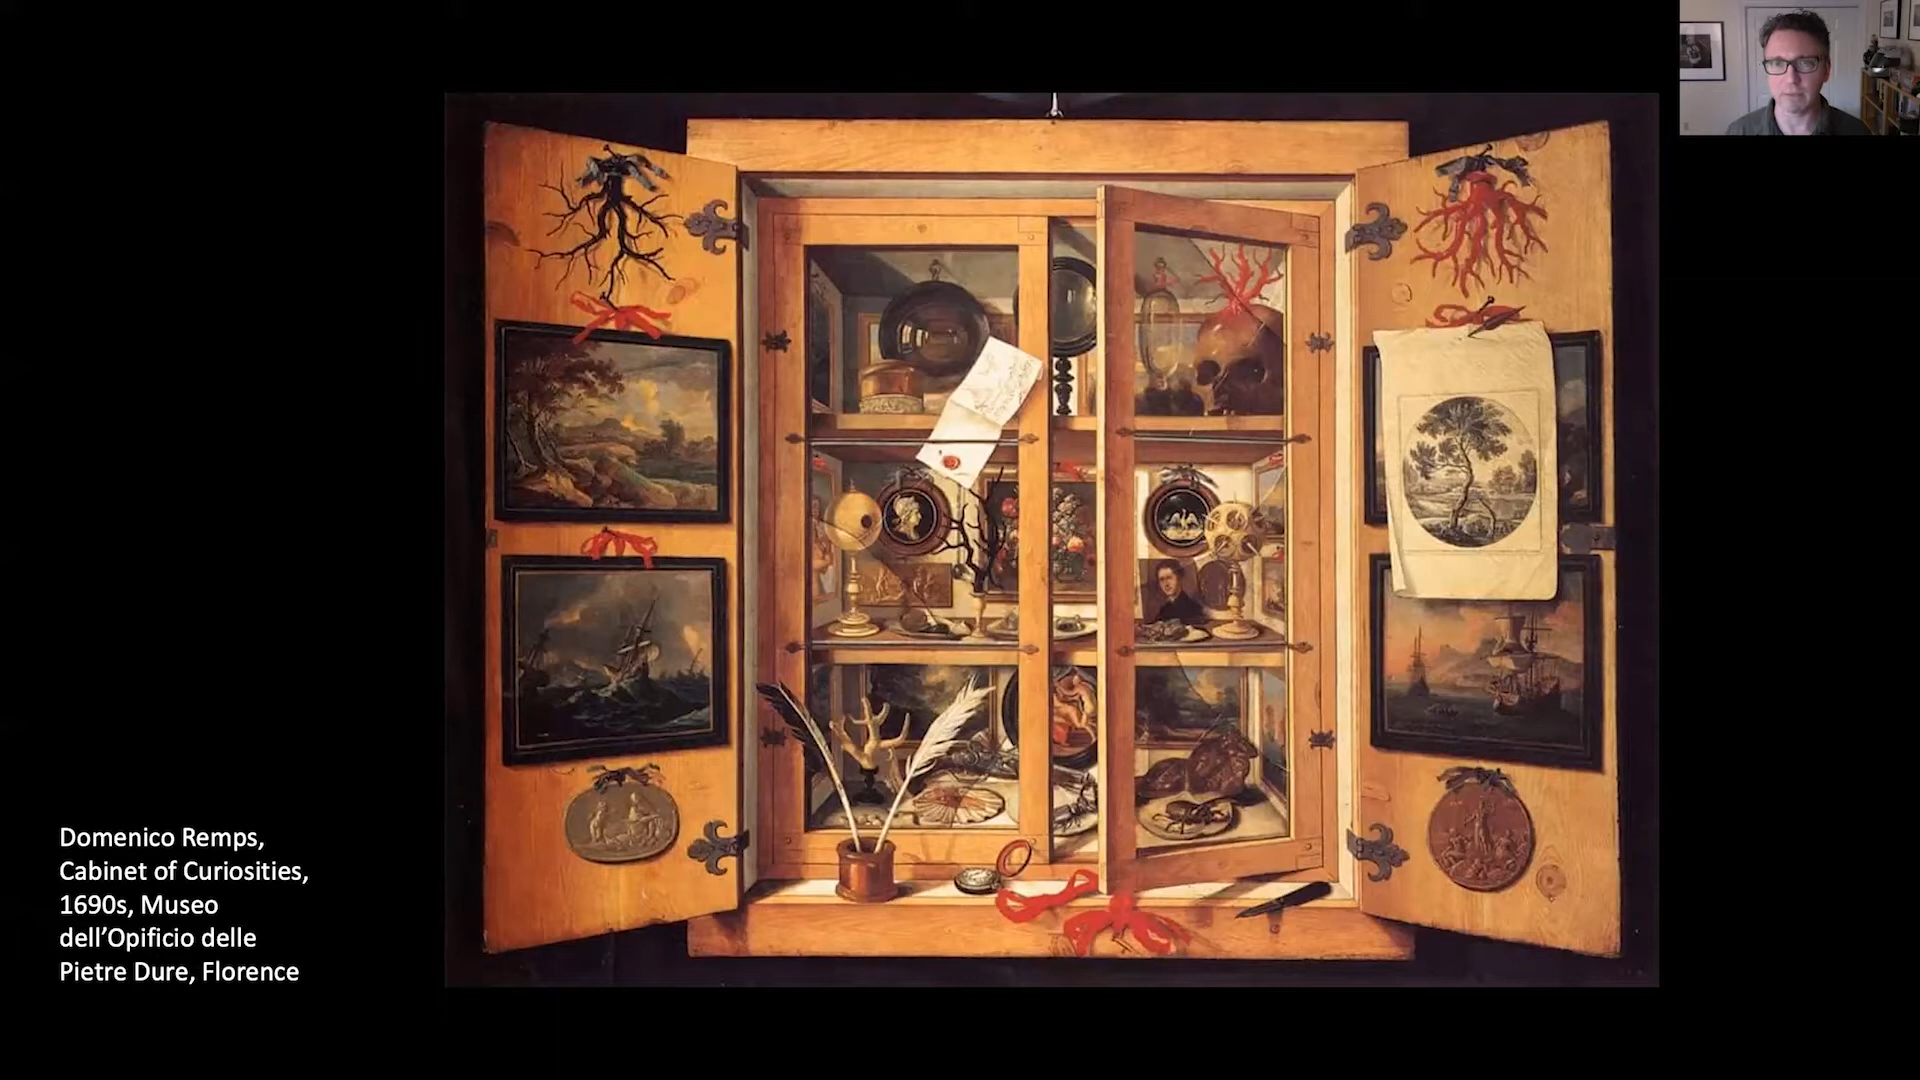 Domenico Remps,
Cabinet of Curiosities,
1690s, Museo
dell’Opificio delle
Pietre Dure, Florence